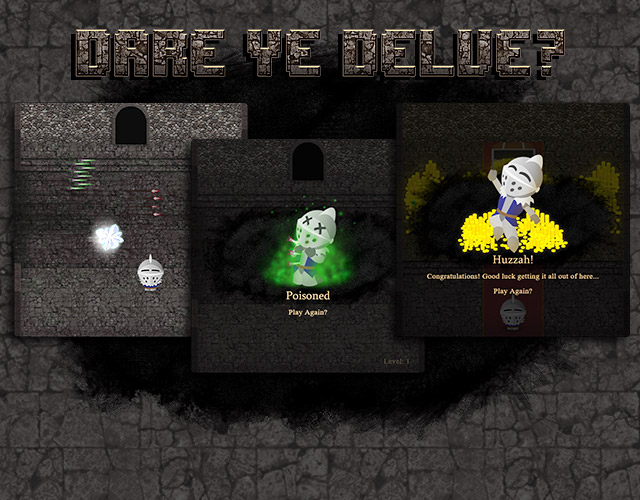 DARE YE DELVE?
Poisoned
Play Again?
Level: 1
Huzzah!
Congratulations! Good luck getting it all out of here...
Play Again?